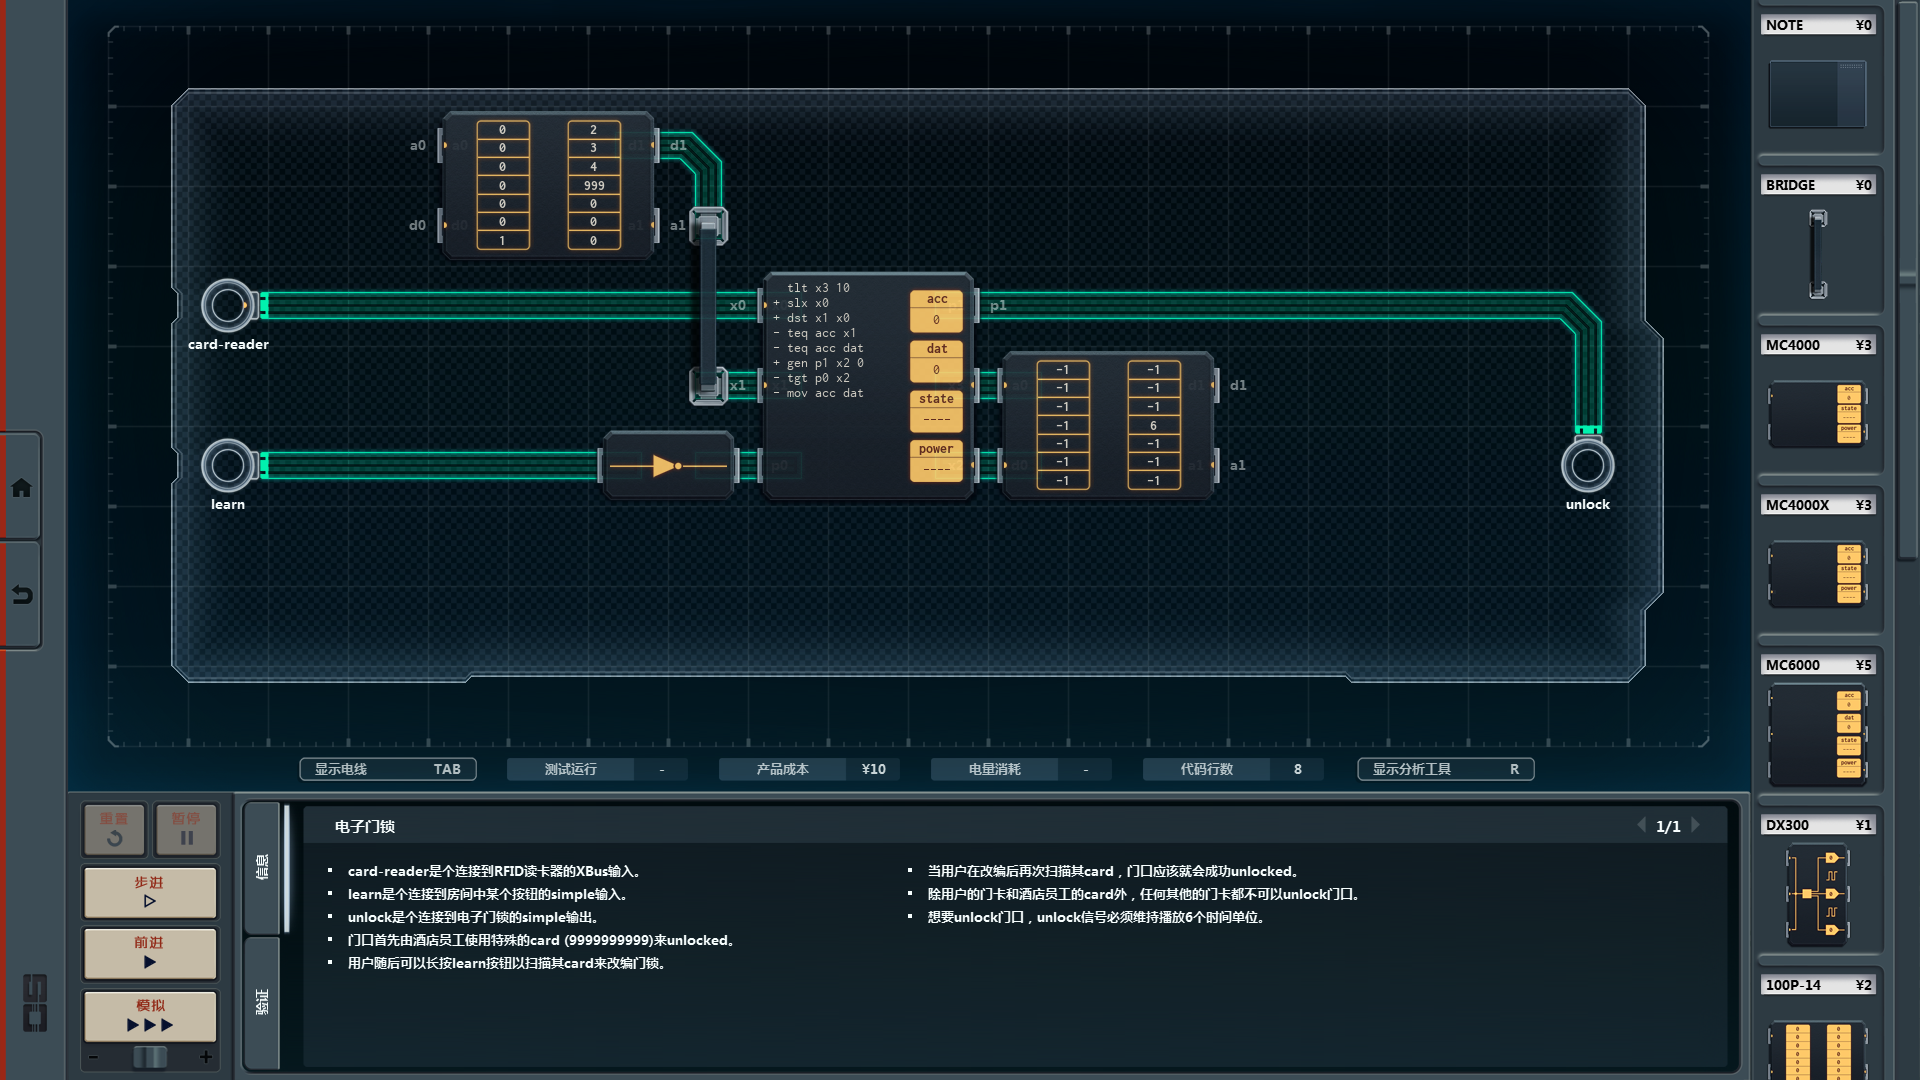 NOTE ¥0
BRIDGE ¥0
MC4000 ¥3
acc
0
state
----
power
----
MC4000X ¥3
acc
0
state
----
power
----
MC6000 ¥5
acc
0
dat
0
state
----
power
----
DX300 ¥1
100P-14 ¥2
a0
d0
0
0
0
0
0
0
1
2
3
4
999
0
0
0
d1
a1
card-reader
learn
x0
x1
p0
tlt x3 10
+ slx x0
+ dst x1 x0
- teq acc x1
- teq acc dat
+ gen p1 x2 0
- tgt p0 x2
- mov acc dat
acc
0
dat
0
state
----
power
----
p1
a0
d0
-1
-1
-1
-1
-1
-1
-1
-1
-1
-1
6
-1
-1
-1
d1
a1
unlock
显示电线 TAB
测试运行 -
产品成本 ¥10
电量消耗 -
代码行数 8
显示分析工具 R
重置
暂停
步进
前进
模拟
- +
信息
验证
电子门锁
1/1
▪ card-reader是个连接到RFID读卡器的XBus输入。
▪ learn是个连接到房间中某个按钮的simple输入。
▪ unlock是个连接到电子门锁的simple输出。
▪ 门口首先由酒店员工使用特殊的card (9999999999)来unlocked。
▪ 用户随后可以长按learn按钮以扫描其card来改编门锁。
▪ 当用户在改编后再次扫描其card，门口应该就会成功unlocked。
▪ 除用户的门卡和酒店员工的card外，任何其他的门卡都不可以unlock门口。
▪ 想要unlock门口，unlock信号必须维持播放6个时间单位。